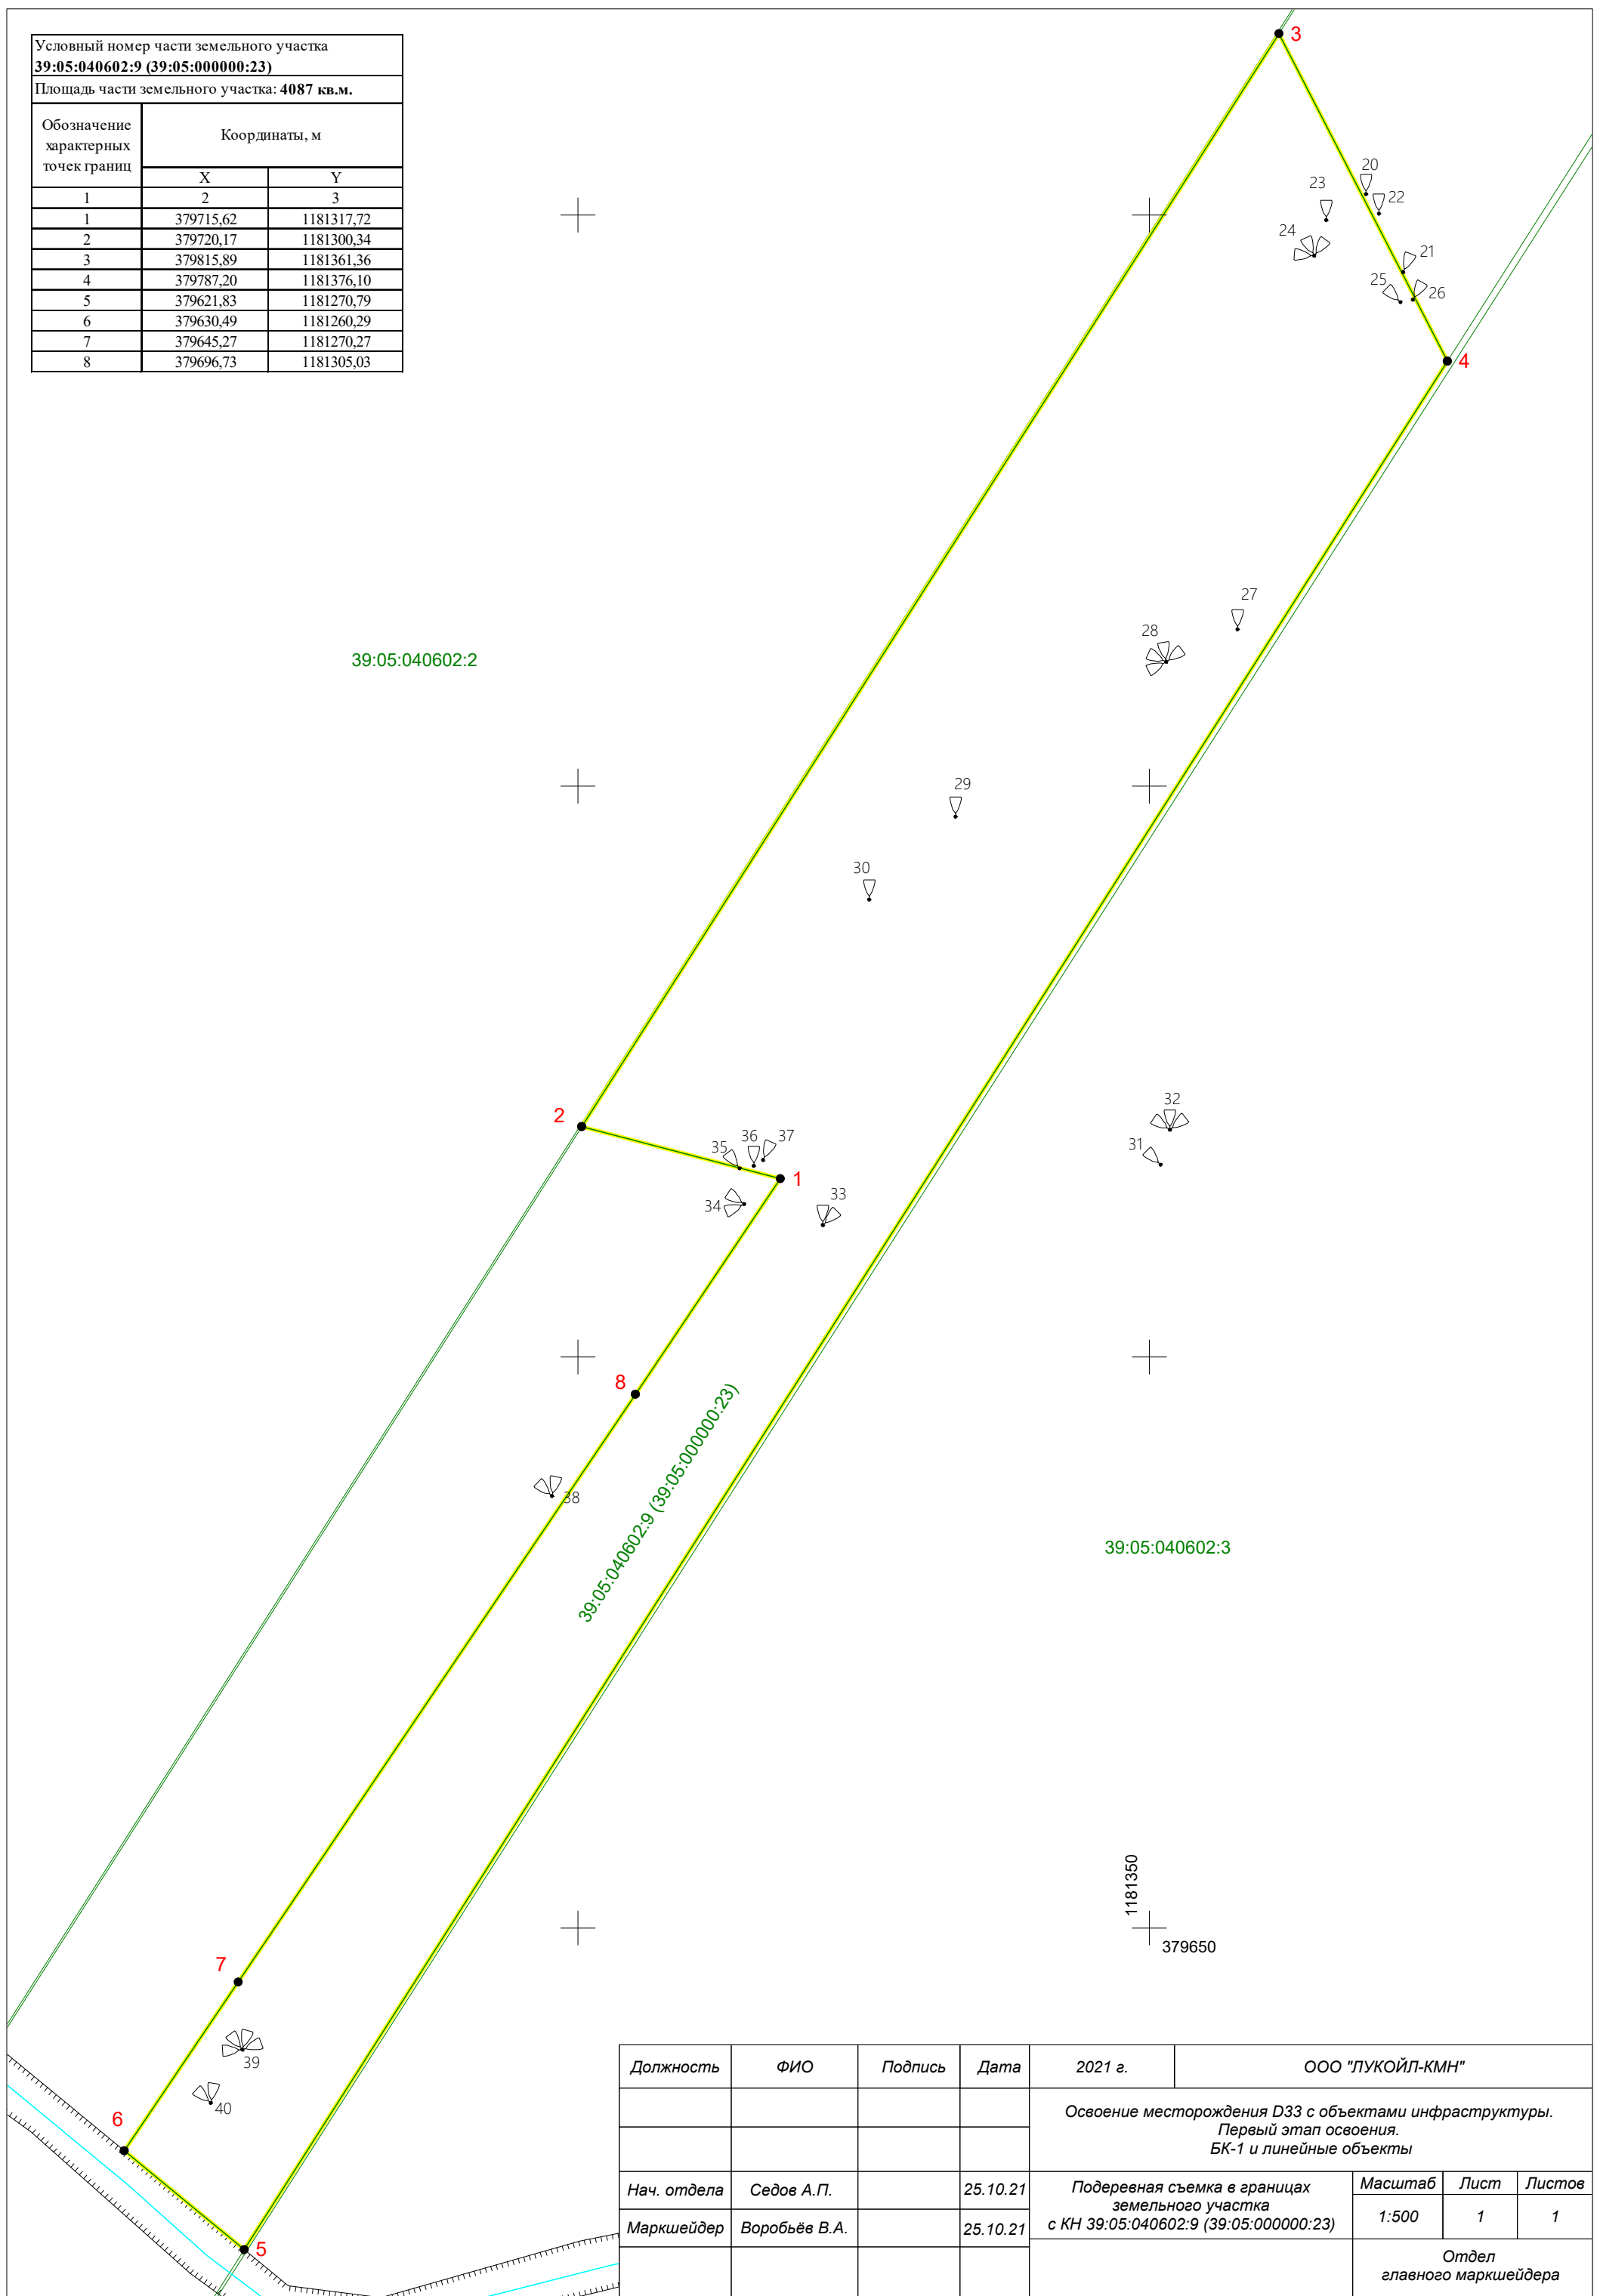 Условный номер части земельного участка
39:05:040602:9 (39:05:000000:23)
Площадь части земельного участка: 4087 кв.м.
Обозначение характерных точек границ
Координаты, м
X Y
1 2 3
1 379715,62 1181317,72
2 379720,17 1181300,34
3 379815,89 1181361,36
4 379787,20 1181376,10
5 379621,83 1181270,79
6 379630,49 1181260,29
7 379645,27 1181270,27
8 379696,73 1181305,03
3
20
23
22
24
21
25
26
4
27
28
39:05:040602:2
29
30
32
2
36
37
35
31
1
34
33
8
39:05:040602:9 (39:05:000000:23)
38
39:05:040602:3
1181350
379650
7
39
40
6
5
Должность ФИО Подпись Дата 2021 г. ООО "ЛУКОЙЛ-КМН"
Освоение месторождения D33 с объектами инфраструктуры.
Первый этап освоения.
БК-1 и линейные объекты
Нач. отдела Седов А.П. 25.10.21
Маркшейдер Воробьёв В.А. 25.10.21
Подеревная съемка в границах
земельного участка
с КН 39:05:040602:9 (39:05:000000:23)
Масштаб Лист Листов
1:500 1 1
Отдел
главного маркшейдера